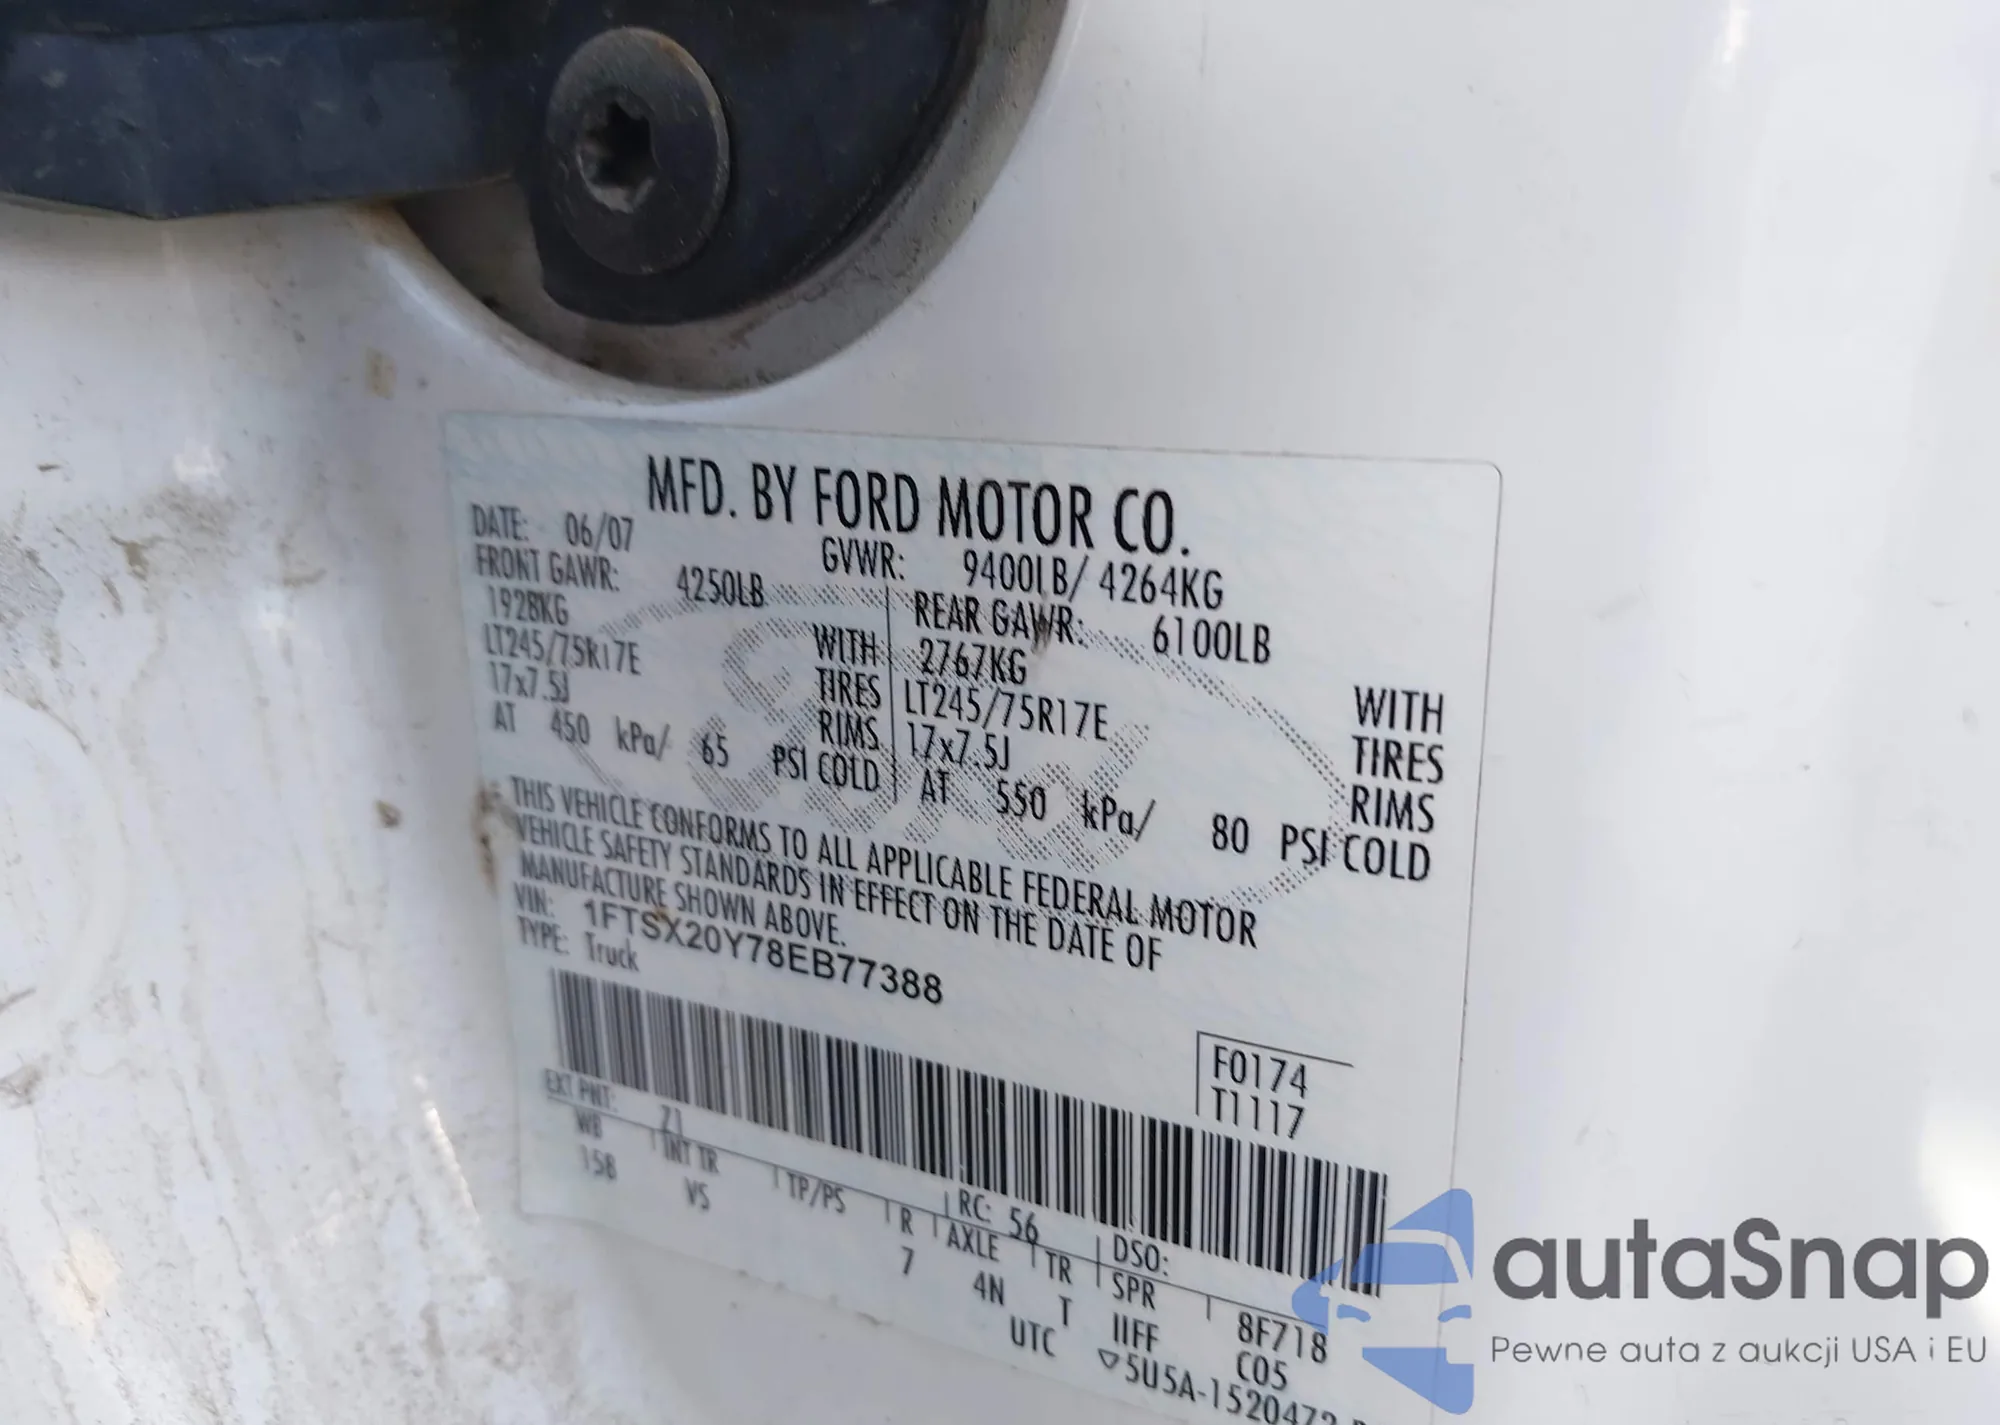 MFD. BY FORD MOTOR CO.
DATE: 06/07 GVWR: 9400LB/ 4264KG
FRONT GAWR: 4250LB REAR GAWR: 6100LB
1928KG WITH 2767KG WITH
LT245/75R17E TIRES LT245/75R17E TIRES
17x7.5J RIMS 17x7.5J RIMS
AT 450 kPa/ 65 PSI COLD AT 550 kPa/ 80 PSI COLD
THIS VEHICLE CONFORMS TO ALL APPLICABLE FEDERAL MOTOR
VEHICLE SAFETY STANDARDS IN EFFECT ON THE DATE OF
MANUFACTURE SHOWN ABOVE.
VIN: 1FTSX20Y78EB77388
TYPE: Truck
F0174
T1117
EXT PNT: Z1 RC: 56 DSO:
WB INT TR TP/PS R AXLE TR SPR 8F718
158 VS 7 4N T IIFF C05
UTC ▽5U5A-1520472
Ford
autaSnap
Pewne auta z aukcji USA i EU